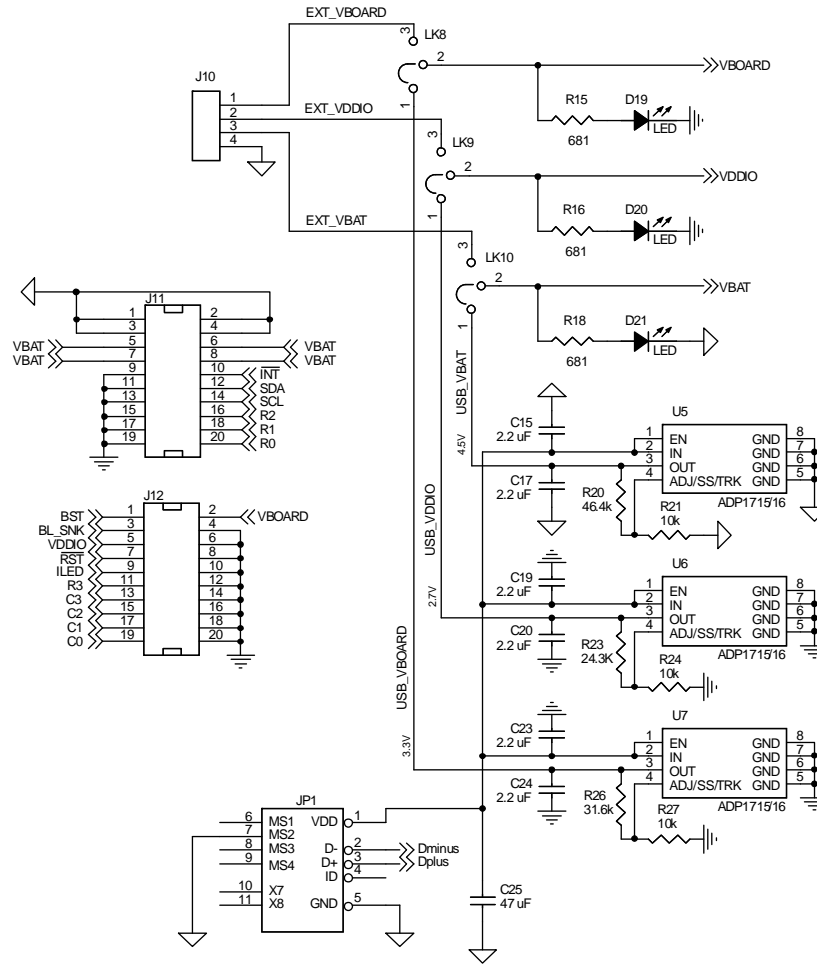 EXT_VBOARD
3
LK8
2
VBOARD
1
J10
1
2
3
4
EXT_VDDIO
R15
681
D19
LED
3
LK9
2
VDDIO
1
R16
681
D20
LED
EXT_VBAT
3
LK10
2
VBAT
1
R18
681
D21
LED
J11
1 2
3 4
VBAT 5 6 VBAT
VBAT 7 8 VBAT
9 10 INT
11 12 SDA
13 14 SCL
15 16 R2
17 18 R1
19 20 R0
J12
BST 1 2 VBOARD
BL_SNK 3 4
VDDIO 5 6
RST 7 8
ILED 9 10
R3 11 12
C3 13 14
C2 15 16
C1 17 18
C0 19 20
USB_VBAT
4.5V
USB_VDDIO
2.7V
USB_VBOARD
3.3V
C15
2.2 uF
C17
2.2 uF
R20
46.4k
R21
10k
U5
1 EN GND 8
2 IN GND 7
3 OUT GND 6
4 ADJ/SS/TRK GND 5
ADP1715/16
C19
2.2 uF
C20
2.2 uF
R23
24.3K
R24
10k
U6
1 EN GND 8
2 IN GND 7
3 OUT GND 6
4 ADJ/SS/TRK GND 5
ADP1715/16
C23
2.2 uF
C24
2.2 uF
R26
31.6k
R27
10k
U7
1 EN GND 8
2 IN GND 7
3 OUT GND 6
4 ADJ/SS/TRK GND 5
ADP1715/16
JP1
6 MS1 VDD 1
7 MS2
8 MS3 D- 2 Dminus
9 MS4 D+ 3 Dplus
ID 4
10 X7
11 X8 GND 5
C25
47 uF